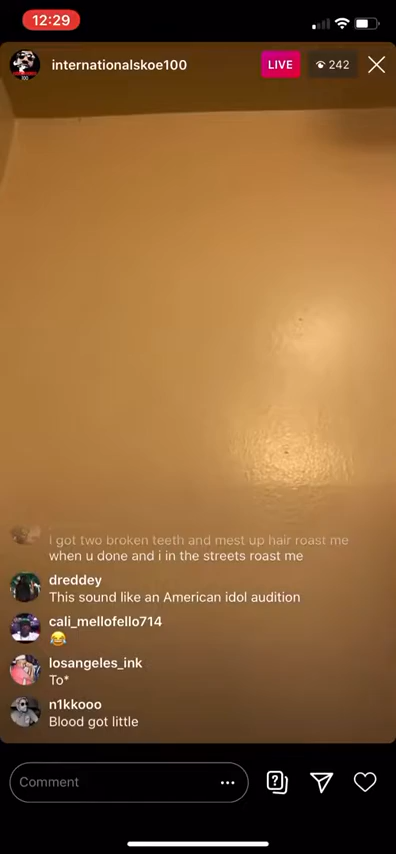 12:29
internationalskoe100
LIVE
242
100
i got two broken teeth and mest up hair roast me
when u done and i in the streets roast me
dreddey
This sound like an American idol audition
cali_mellofello714
😂
losangeles_ink
To*
n1kkooo
Blood got little
Comment